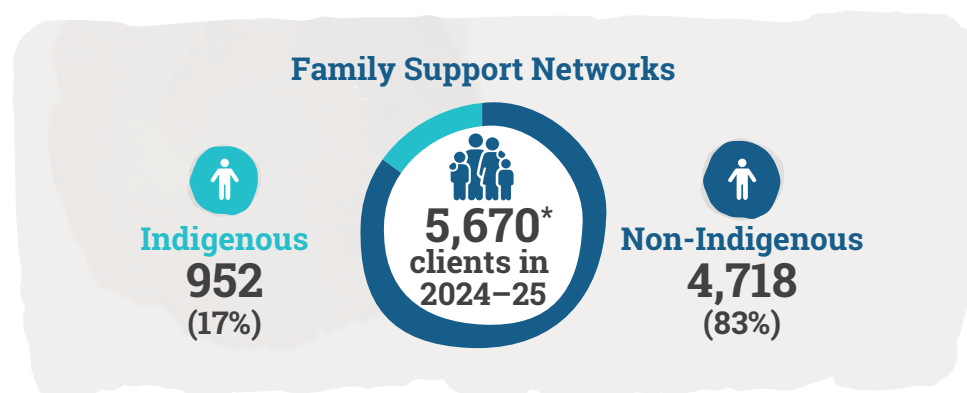 Family Support Networks
Indigenous
952
(17%)
5,670*
clients in
2024–25
Non-Indigenous
4,718
(83%)